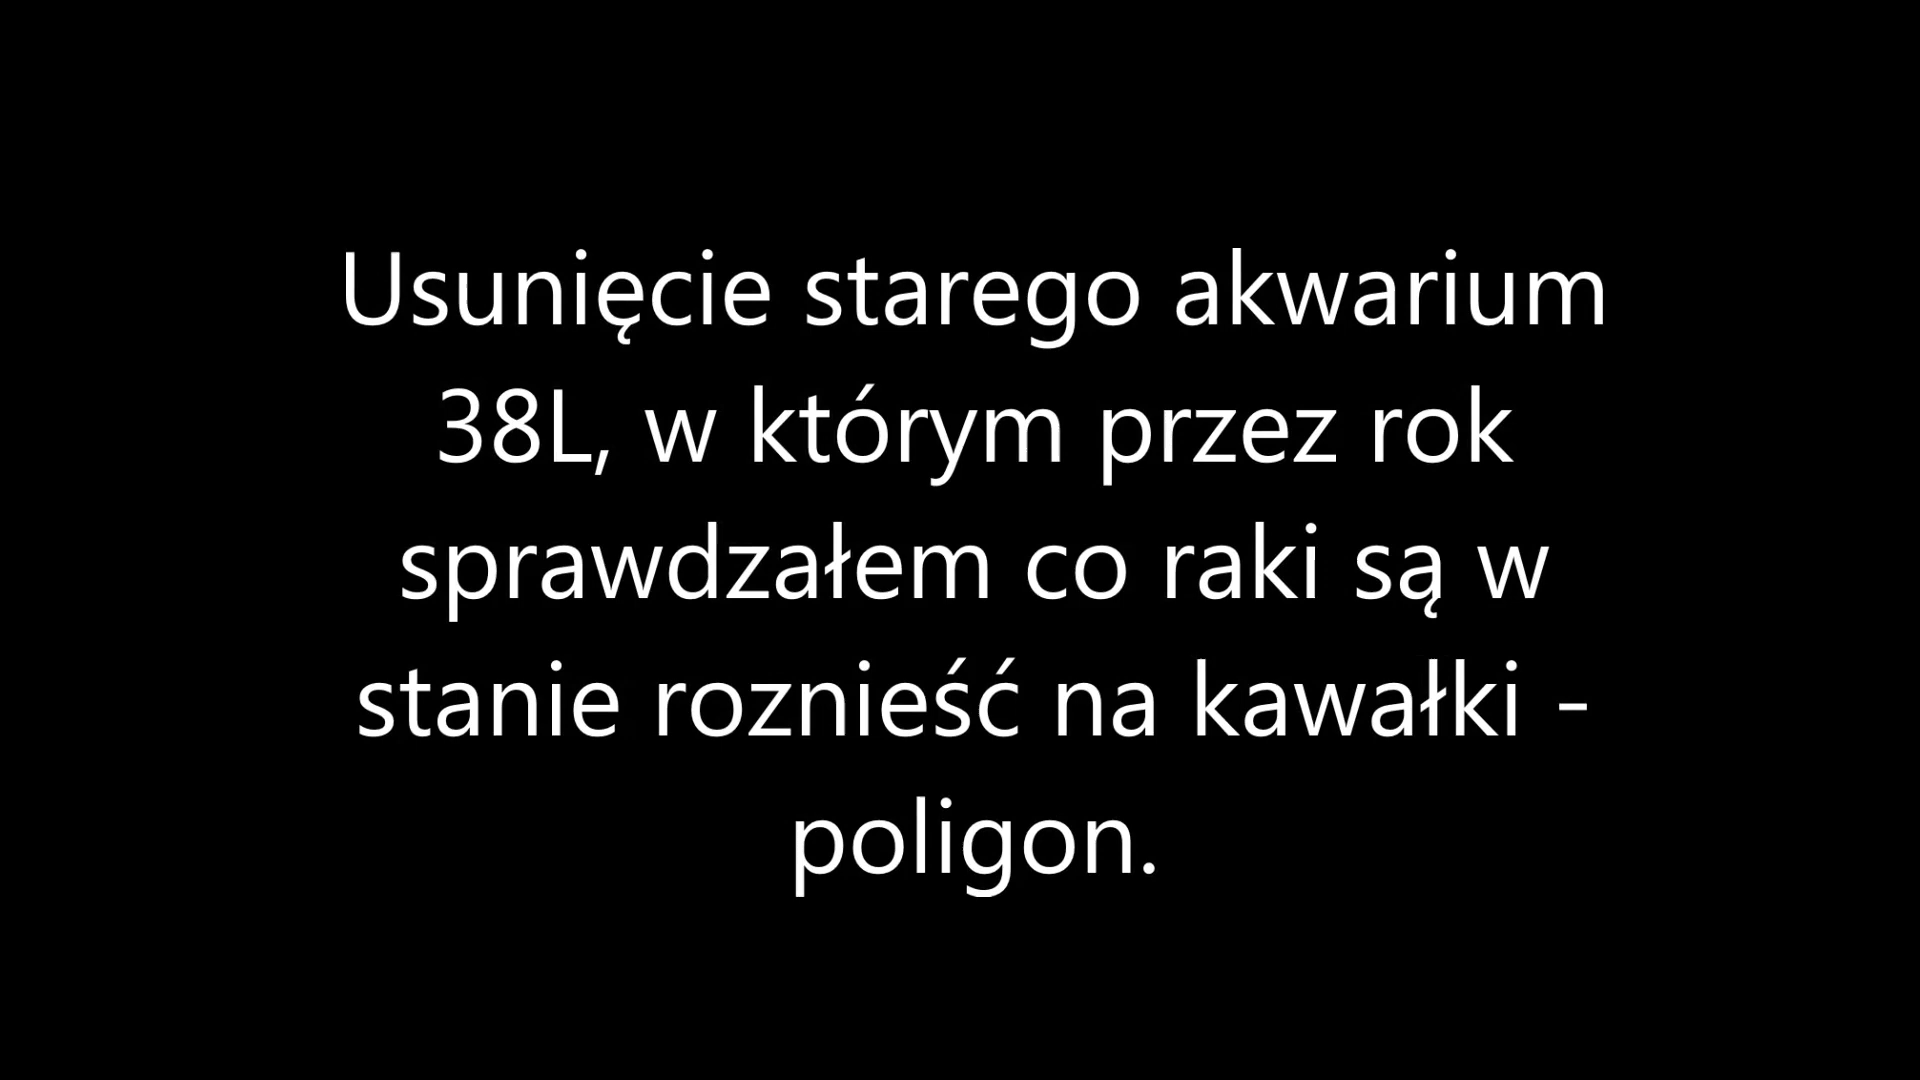 Usunięcie starego akwarium
38L, w którym przez rok
sprawdzałem co raki są w
stanie roznieść na kawałki -
poligon.